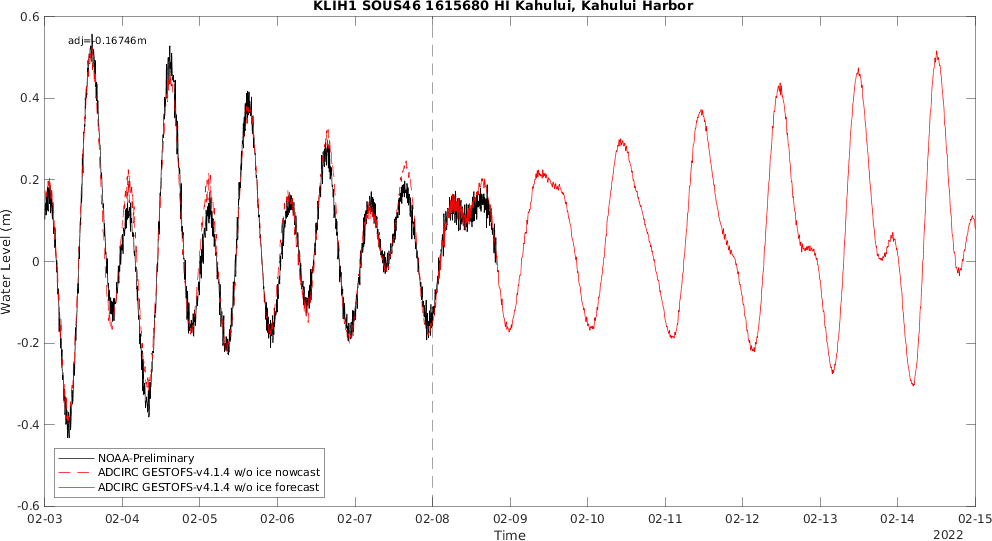 KLIH1 SOUS46 1615680 HI Kahului, Kahului Harbor
adj=-0.16746m
Water Level (m)
0.6
0.4
0.2
0
-0.2
-0.4
-0.6
NOAA-Preliminary
ADCIRC GESTOFS-v4.1.4 w/o ice nowcast
ADCIRC GESTOFS-v4.1.4 w/o ice forecast
02-03 02-04 02-05 02-06 02-07 02-08 02-09 02-10 02-11 02-12 02-13 02-14 02-15
Time
2022